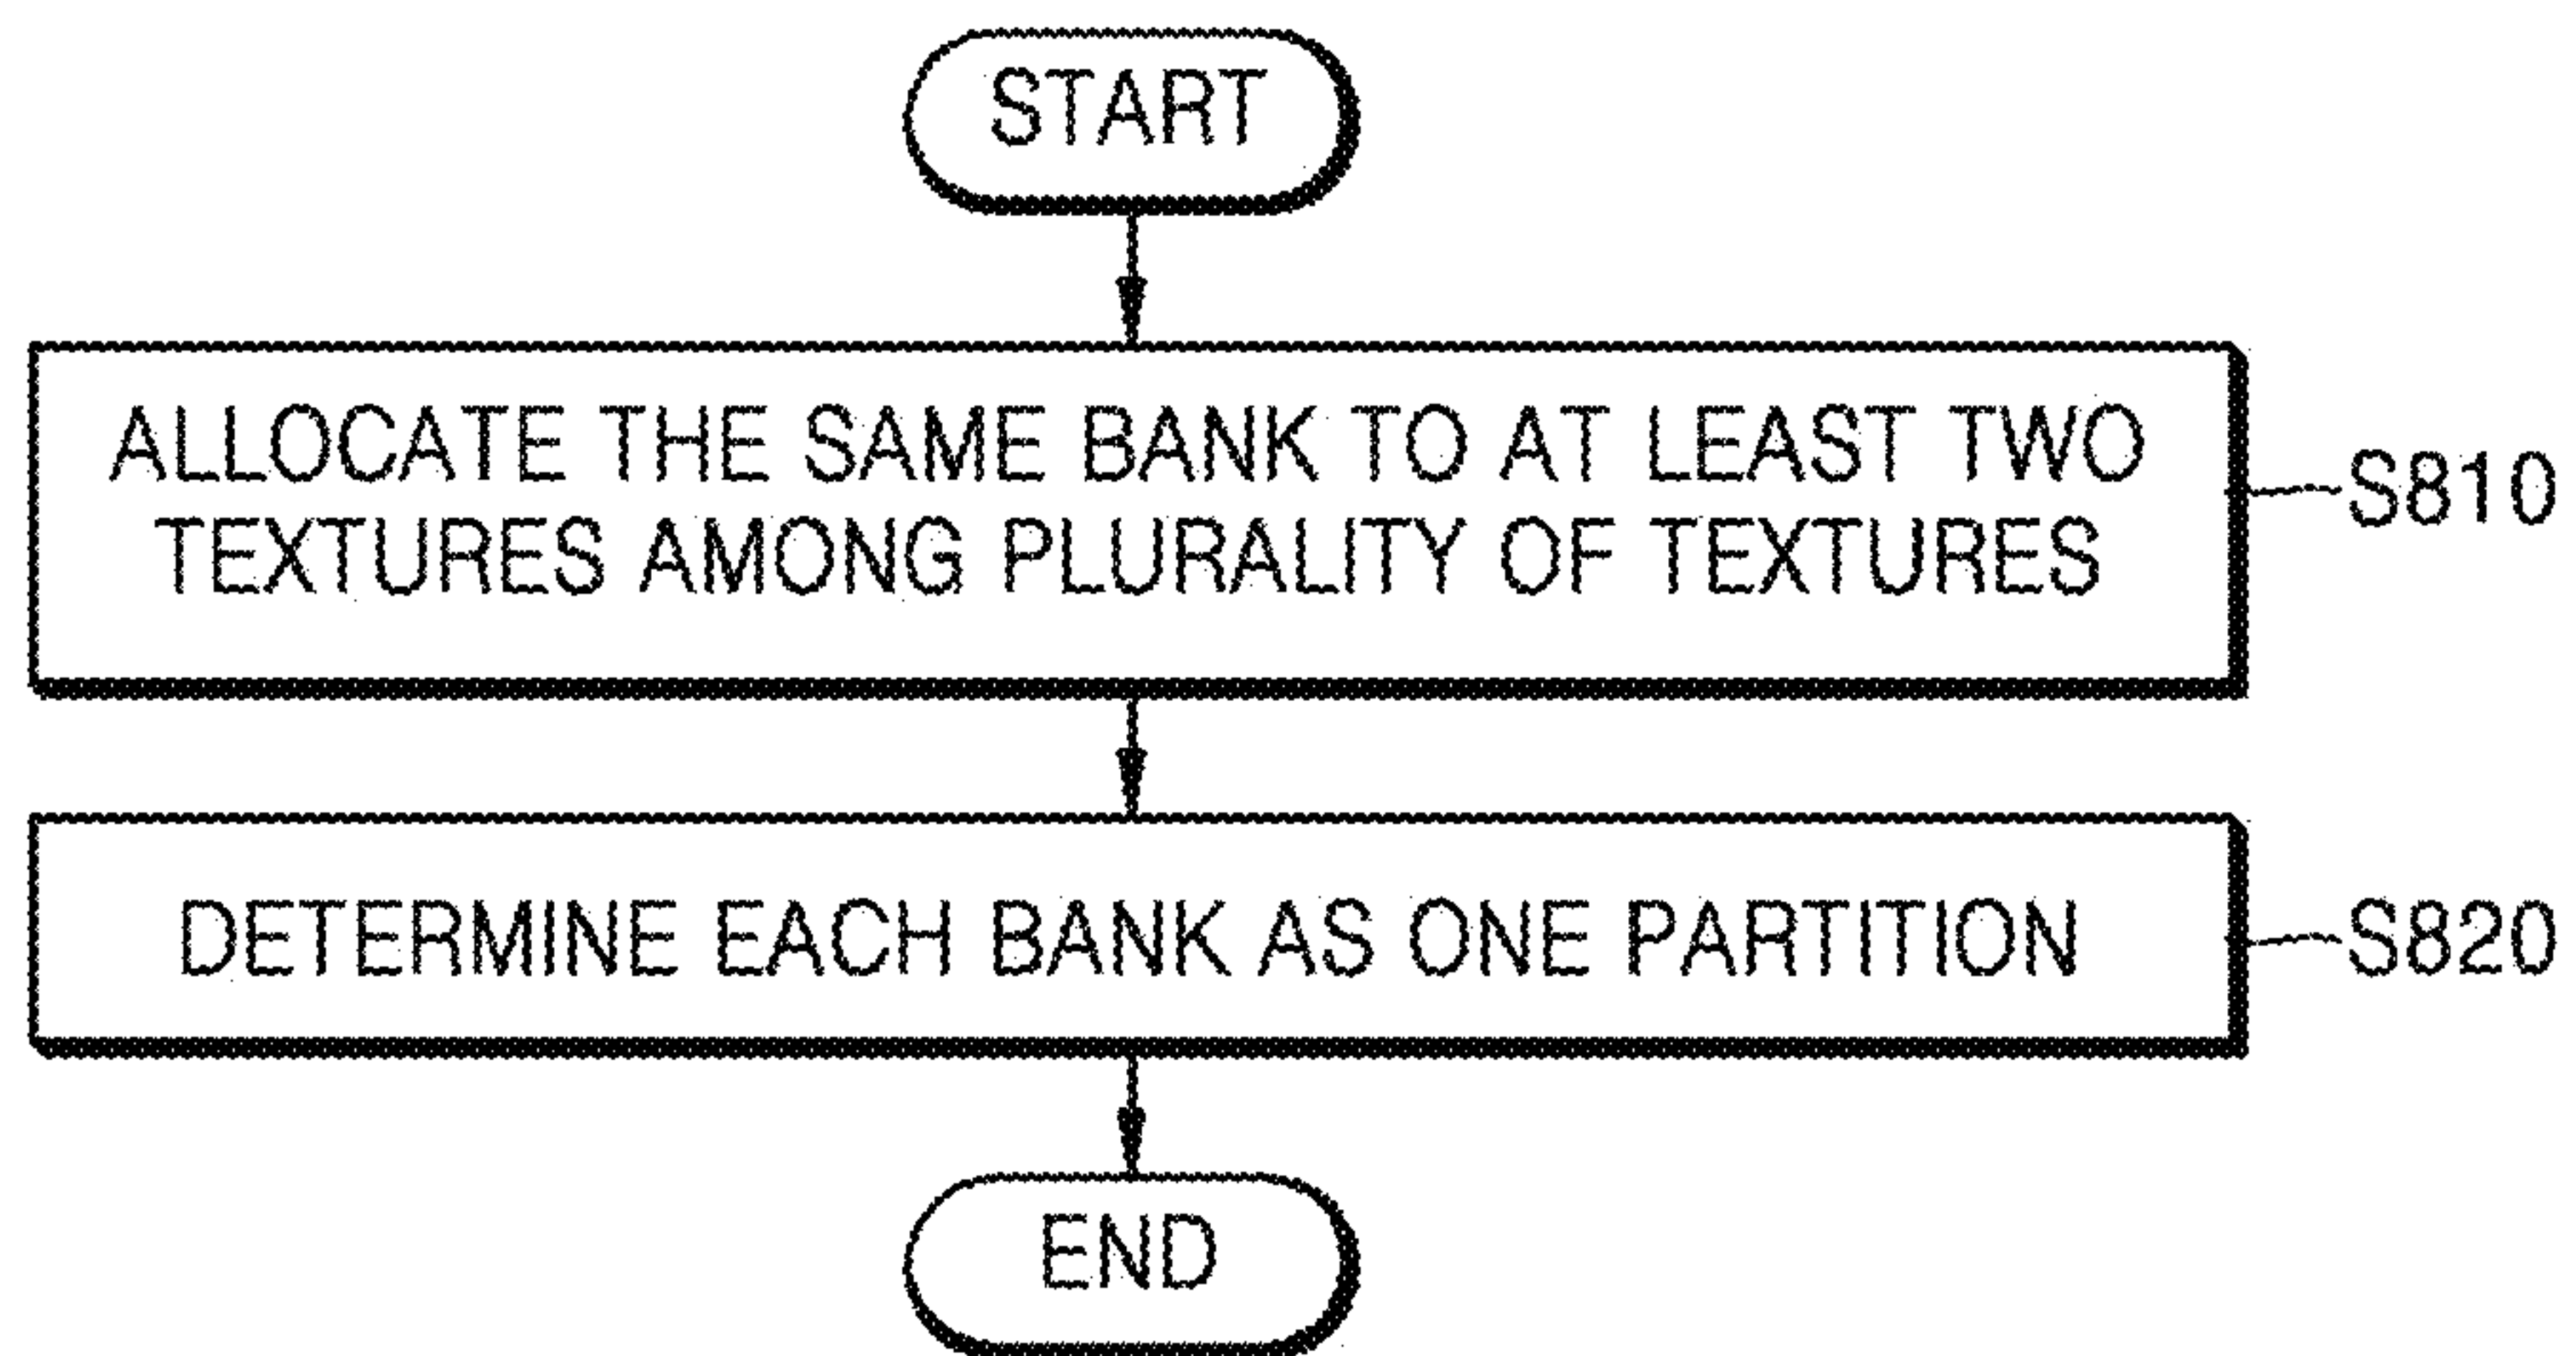 START
ALLOCATE THE SAME BANK TO AT LEAST TWO
TEXTURES AMONG PLURALITY OF TEXTURES
S810
DETERMINE EACH BANK AS ONE PARTITION
S820
END